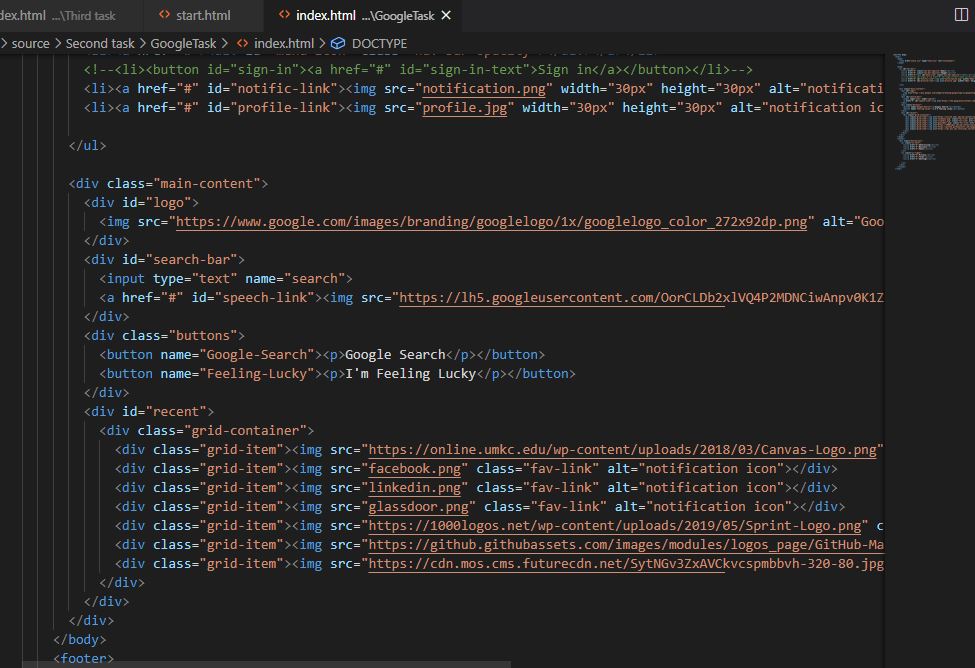 dex.html ...\Third task <> start.html <> index.html ...\GoogleTask ×
> source > Second task > GoogleTask > <> index.html > DOCTYPE
<!--<li><button id="sign-in"><a href="#" id="sign-in-text">Sign in</a></button></li>-->
<li><a href="#" id="notific-link"><img src="notification.png" width="30px" height="30px" alt="notificati
<li><a href="#" id="profile-link"><img src="profile.jpg" width="30px" height="30px" alt="notification ic
</ul>
<div class="main-content">
<div id="logo">
<img src="https://www.google.com/images/branding/googlelogo/1x/googlelogo_color_272x92dp.png" alt="Goo
</div>
<div id="search-bar">
<input type="text" name="search">
<a href="#" id="speech-link"><img src="https://lh5.googleusercontent.com/OorCLDb2xlVQ4P2MDNCiwAnpv0K1Z
</div>
<div class="buttons">
<button name="Google-Search"><p>Google Search</p></button>
<button name="Feeling-Lucky"><p>I'm Feeling Lucky</p></button>
</div>
<div id="recent">
<div class="grid-container">
<div class="grid-item"><img src="https://online.umkc.edu/wp-content/uploads/2018/03/Canvas-Logo.png"
<div class="grid-item"><img src="facebook.png" class="fav-link" alt="notification icon"></div>
<div class="grid-item"><img src="linkedin.png" class="fav-link" alt="notification icon"></div>
<div class="grid-item"><img src="glassdoor.png" class="fav-link" alt="notification icon"></div>
<div class="grid-item"><img src="https://1000logos.net/wp-content/uploads/2019/05/Sprint-Logo.png" c
<div class="grid-item"><img src="https://github.githubassets.com/images/modules/logos_page/GitHub-Ma
<div class="grid-item"><img src="https://cdn.mos.cms.futurecdn.net/SytNGv3ZxAVCkvcspmbbvh-320-80.jpg
</div>
</div>
</div>
</body>
<footer>